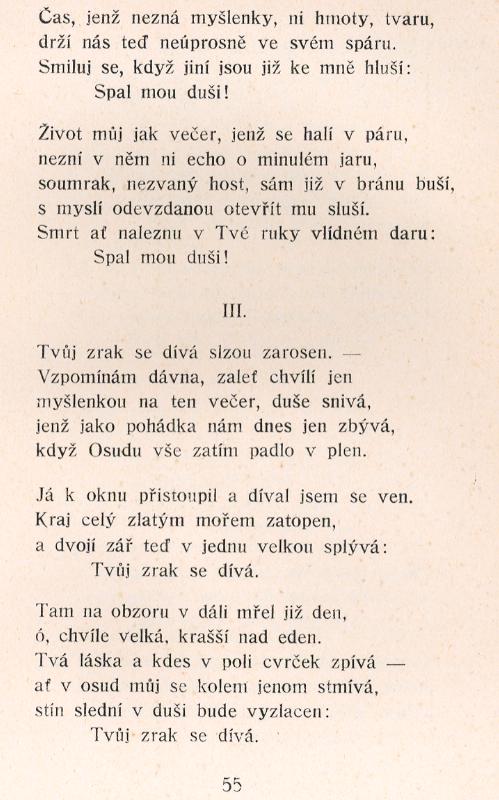 Čas, jenž nezná myšlenky, ni hmoty, tvaru,
drží nás teď neúprosně ve svém spáru.
Smiluj se, když jiní jsou již ke mně hluší:
Spal mou duši!
Život můj jak večer, jenž se halí v páru,
nezní v něm ni echo o minulém jaru,
soumrak, nezvaný host, sám již v bránu buší,
s myslí odevzdanou otevřít mu sluší.
Smrt ať naleznu v Tvé ruky vlídném daru:
Spal mou duši!
III.
Tvůj zrak se dívá slzou zarosen. —
Vzpomínám dávna, zaleť chvílí jen
myšlenkou na ten večer, duše snivá,
jenž jako pohádka nám dnes jen zbývá,
když Osudu vše zatím padlo v plen.
Já k oknu přistoupil a díval jsem se ven.
Kraj celý zlatým mořem zatopen,
a dvojí zář teď v jednu velkou splývá:
Tvůj zrak se dívá.
Tam na obzoru v dáli mřel již den,
ó, chvíle velká, krašší nad eden.
Tvá láska a kdes v poli cvrček zpívá —
ať v osud můj se kolem jenom stmívá,
stín slední v duši bude vyzlacen:
Tvůj zrak se dívá.
55